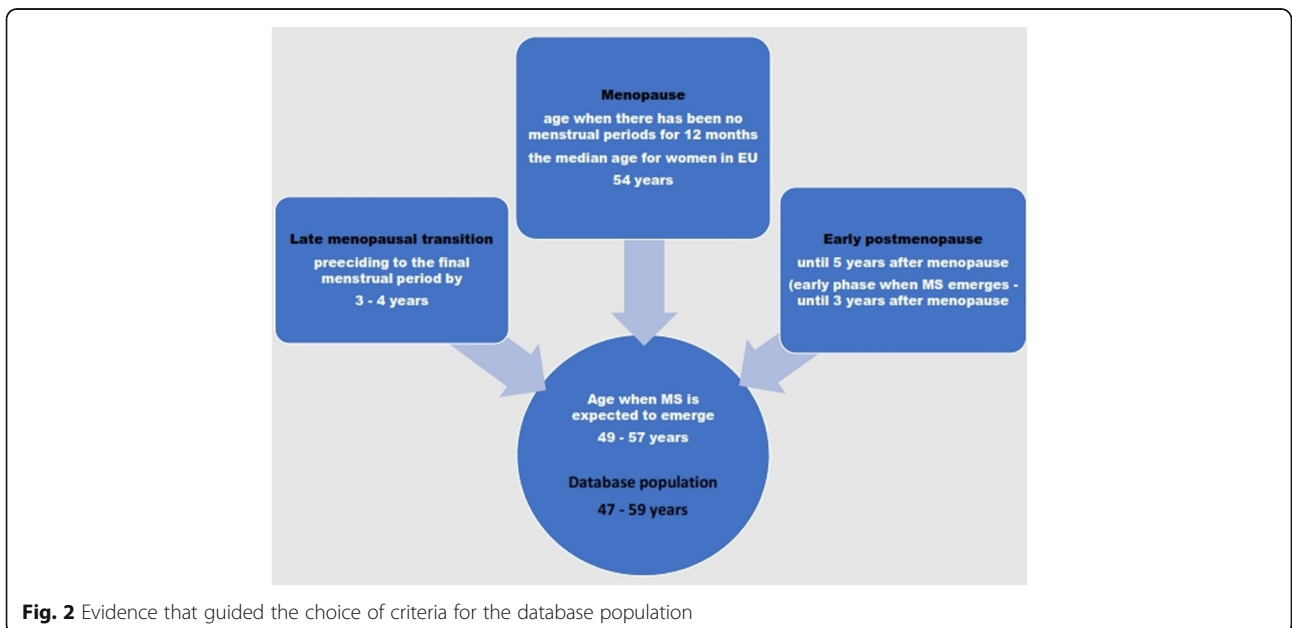 Menopause
age when there has been no
menstrual periods for 12 months
the median age for women in EU
54 years
Late menopausal transition
preeciding to the final
menstrual period by
3 - 4 years
Early postmenopause
until 5 years after menopause
(early phase when MS emerges -
until 3 years after menopause
Age when MS is
expected to emerge
49 - 57 years
Database population
47 - 59 years
Fig. 2 Evidence that guided the choice of criteria for the database population